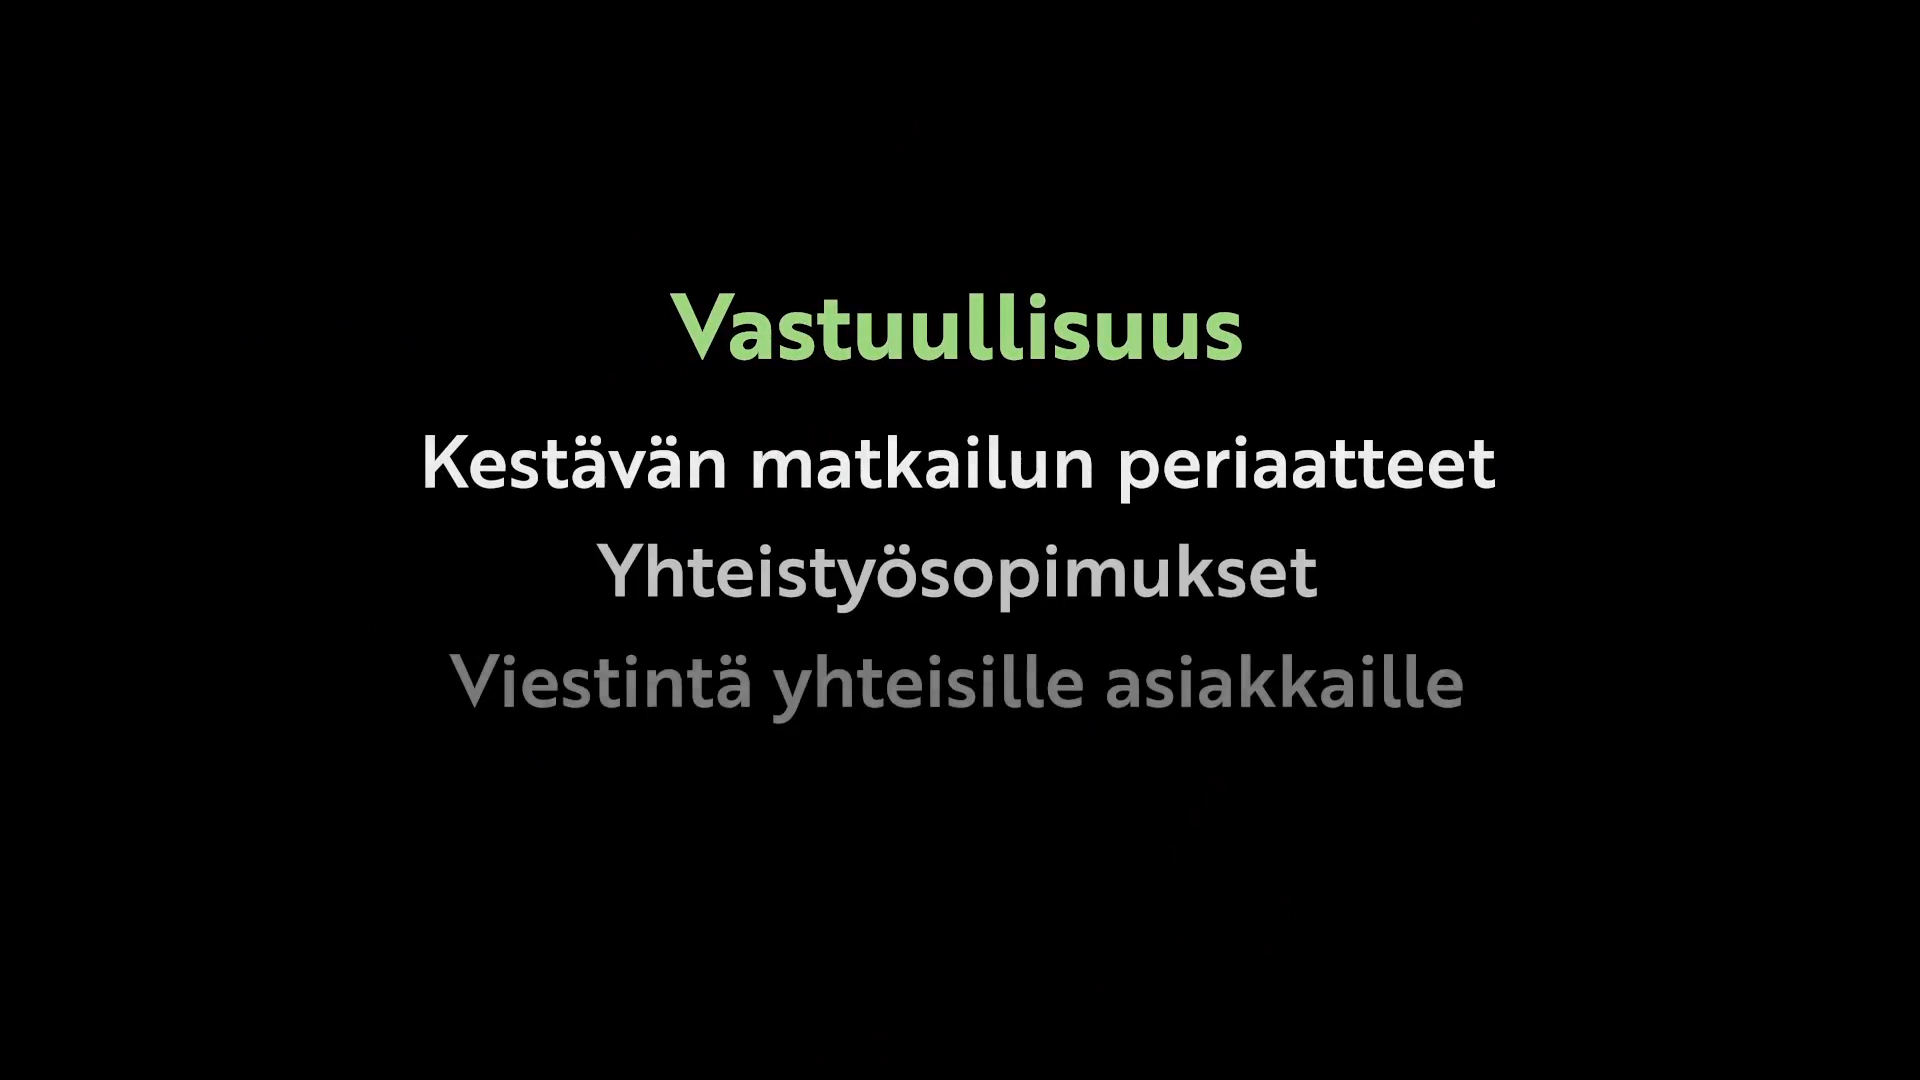 Vastuullisuus
Kestävän matkailun periaatteet
Yhteistyösopimukset
Viestintä yhteisille asiakkaille